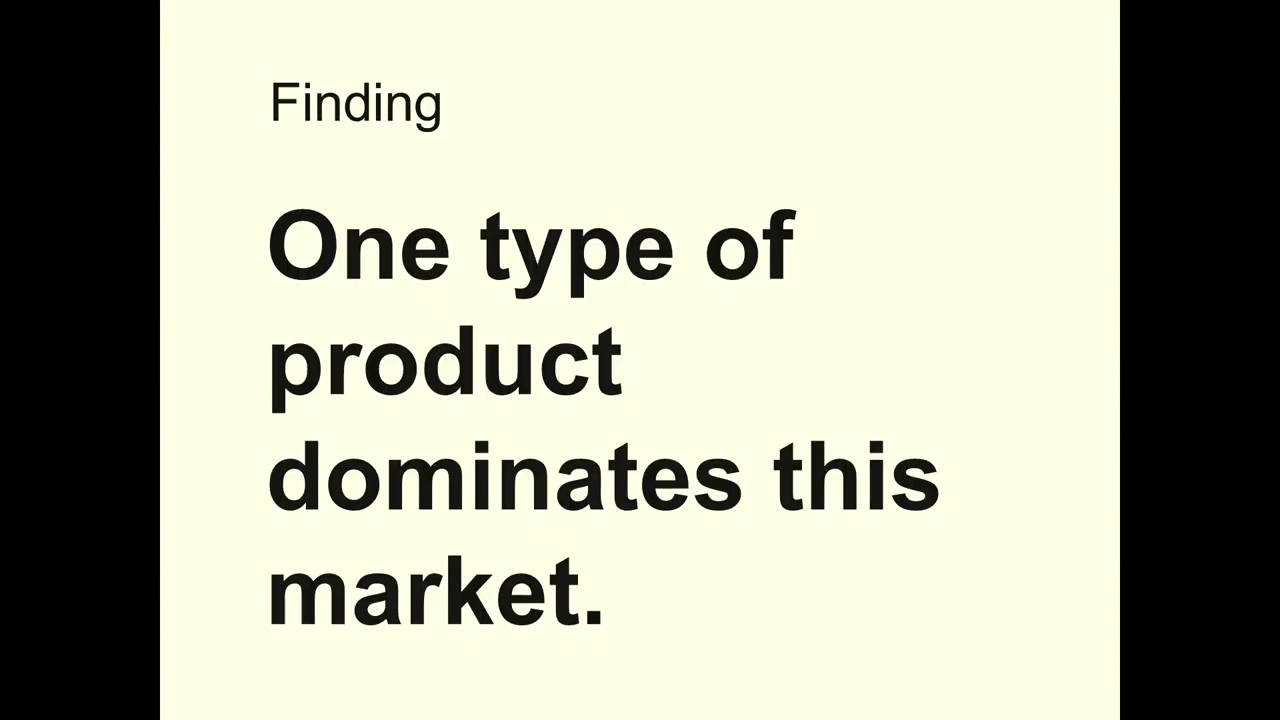 Finding
One type of
product
dominates this
market.